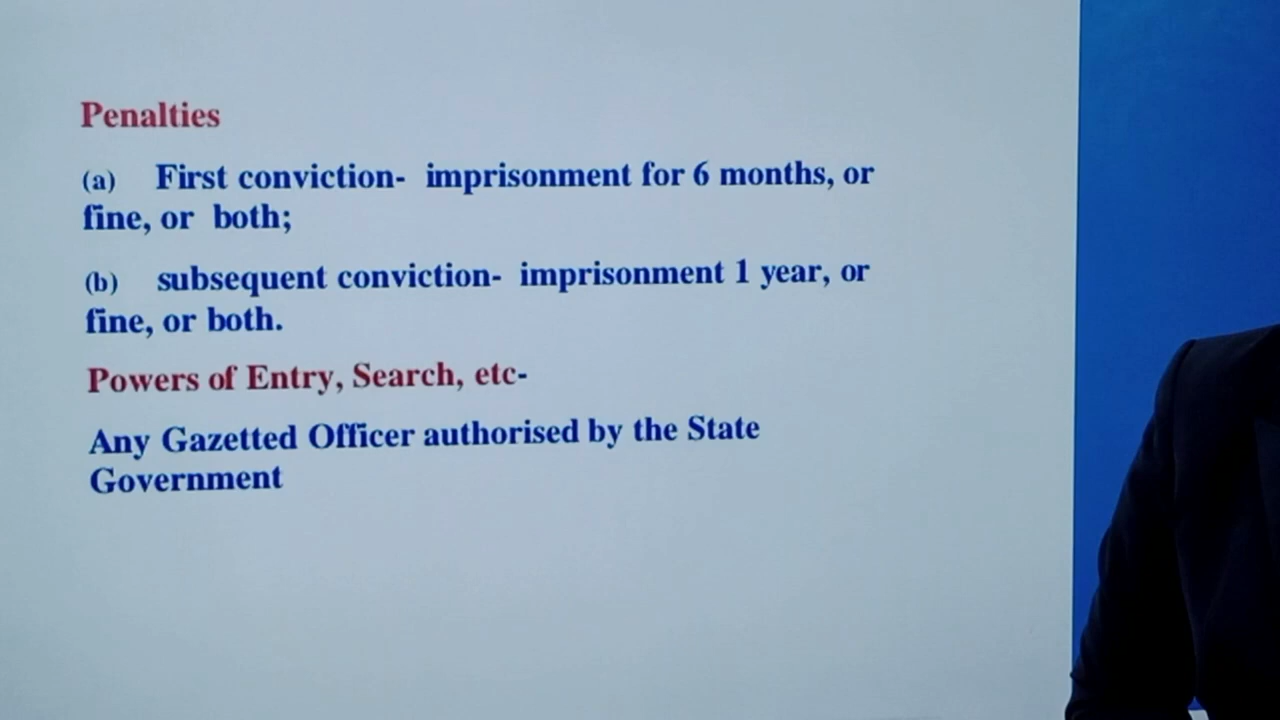 Penalties
(a) First conviction- imprisonment for 6 months, or
fine, or both;
(b) subsequent conviction- imprisonment 1 year, or
fine, or both.
Powers of Entry, Search, etc-
Any Gazetted Officer authorised by the State
Government